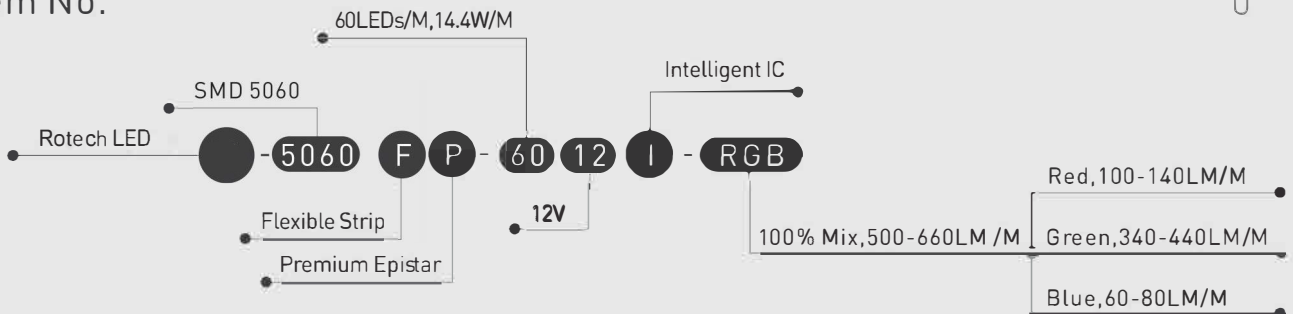 m No.
60LEDs/M,14.4W/M
Intelligent IC
SMD 5060
Rotech LED
-5060 F P-60 12 I - RGB
Red,100-140LM/M
Flexible Strip
12V
100% Mix,500-660LM /M
Green,340-440LM/M
Premium Epistar
Blue,60-80LM/M